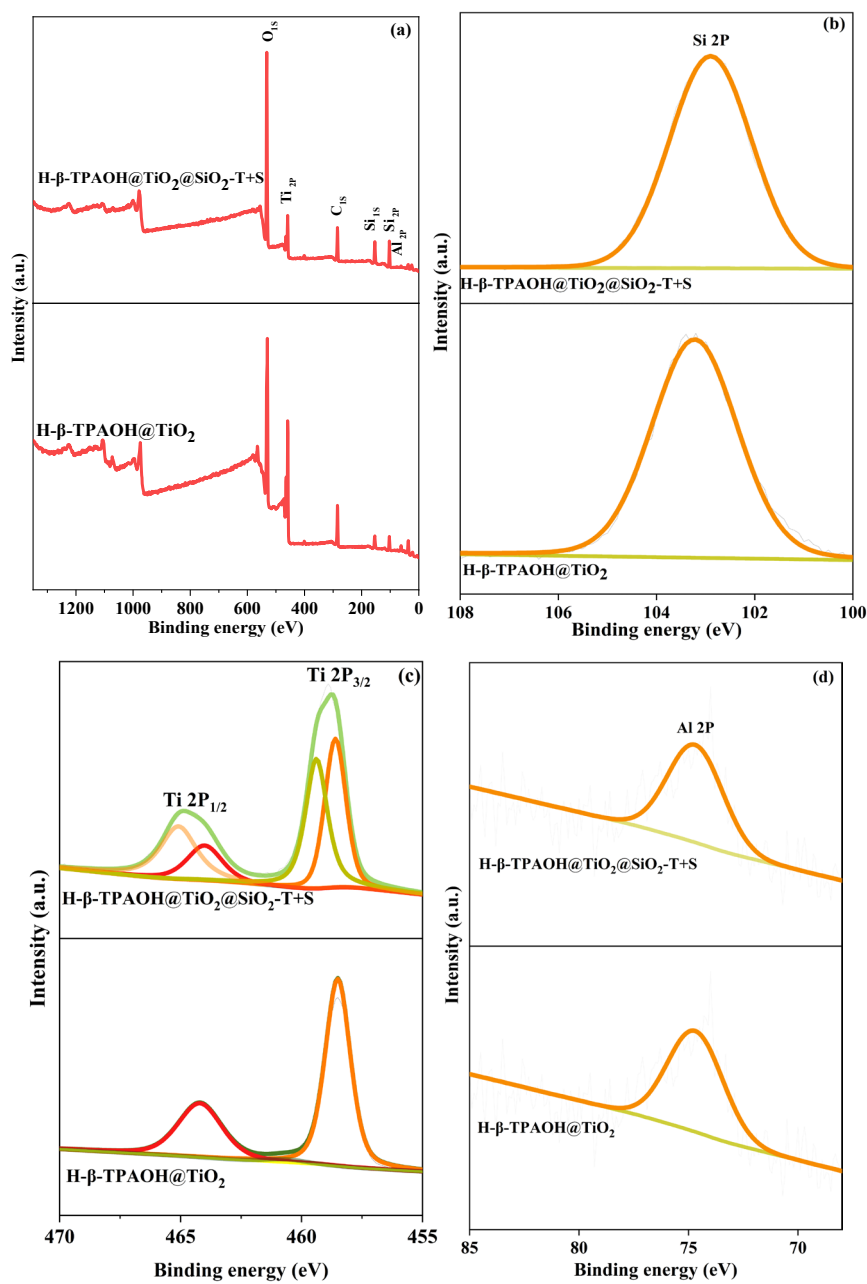 (a)
O1S
H-β-TPAOH@TiO2@SiO2-T+S
Ti 2P
C1S
Si1S
Si2P
Al 2P
H-β-TPAOH@TiO2
Intensity (a.u.)
1200 1000 800 600 400 200 0
Binding energy (eV)
(b)
Si 2P
H-β-TPAOH@TiO2@SiO2-T+S
H-β-TPAOH@TiO2
Intensity (a.u.)
108 106 104 102 100
Binding energy (eV)
(c)
Ti 2P3/2
Ti 2P1/2
H-β-TPAOH@TiO2@SiO2-T+S
H-β-TPAOH@TiO2
Intensity (a.u.)
470 465 460 455
Binding energy (eV)
(d)
Al 2P
H-β-TPAOH@TiO2@SiO2-T+S
H-β-TPAOH@TiO2
Intensity (a.u.)
85 80 75 70
Binding energy (eV)